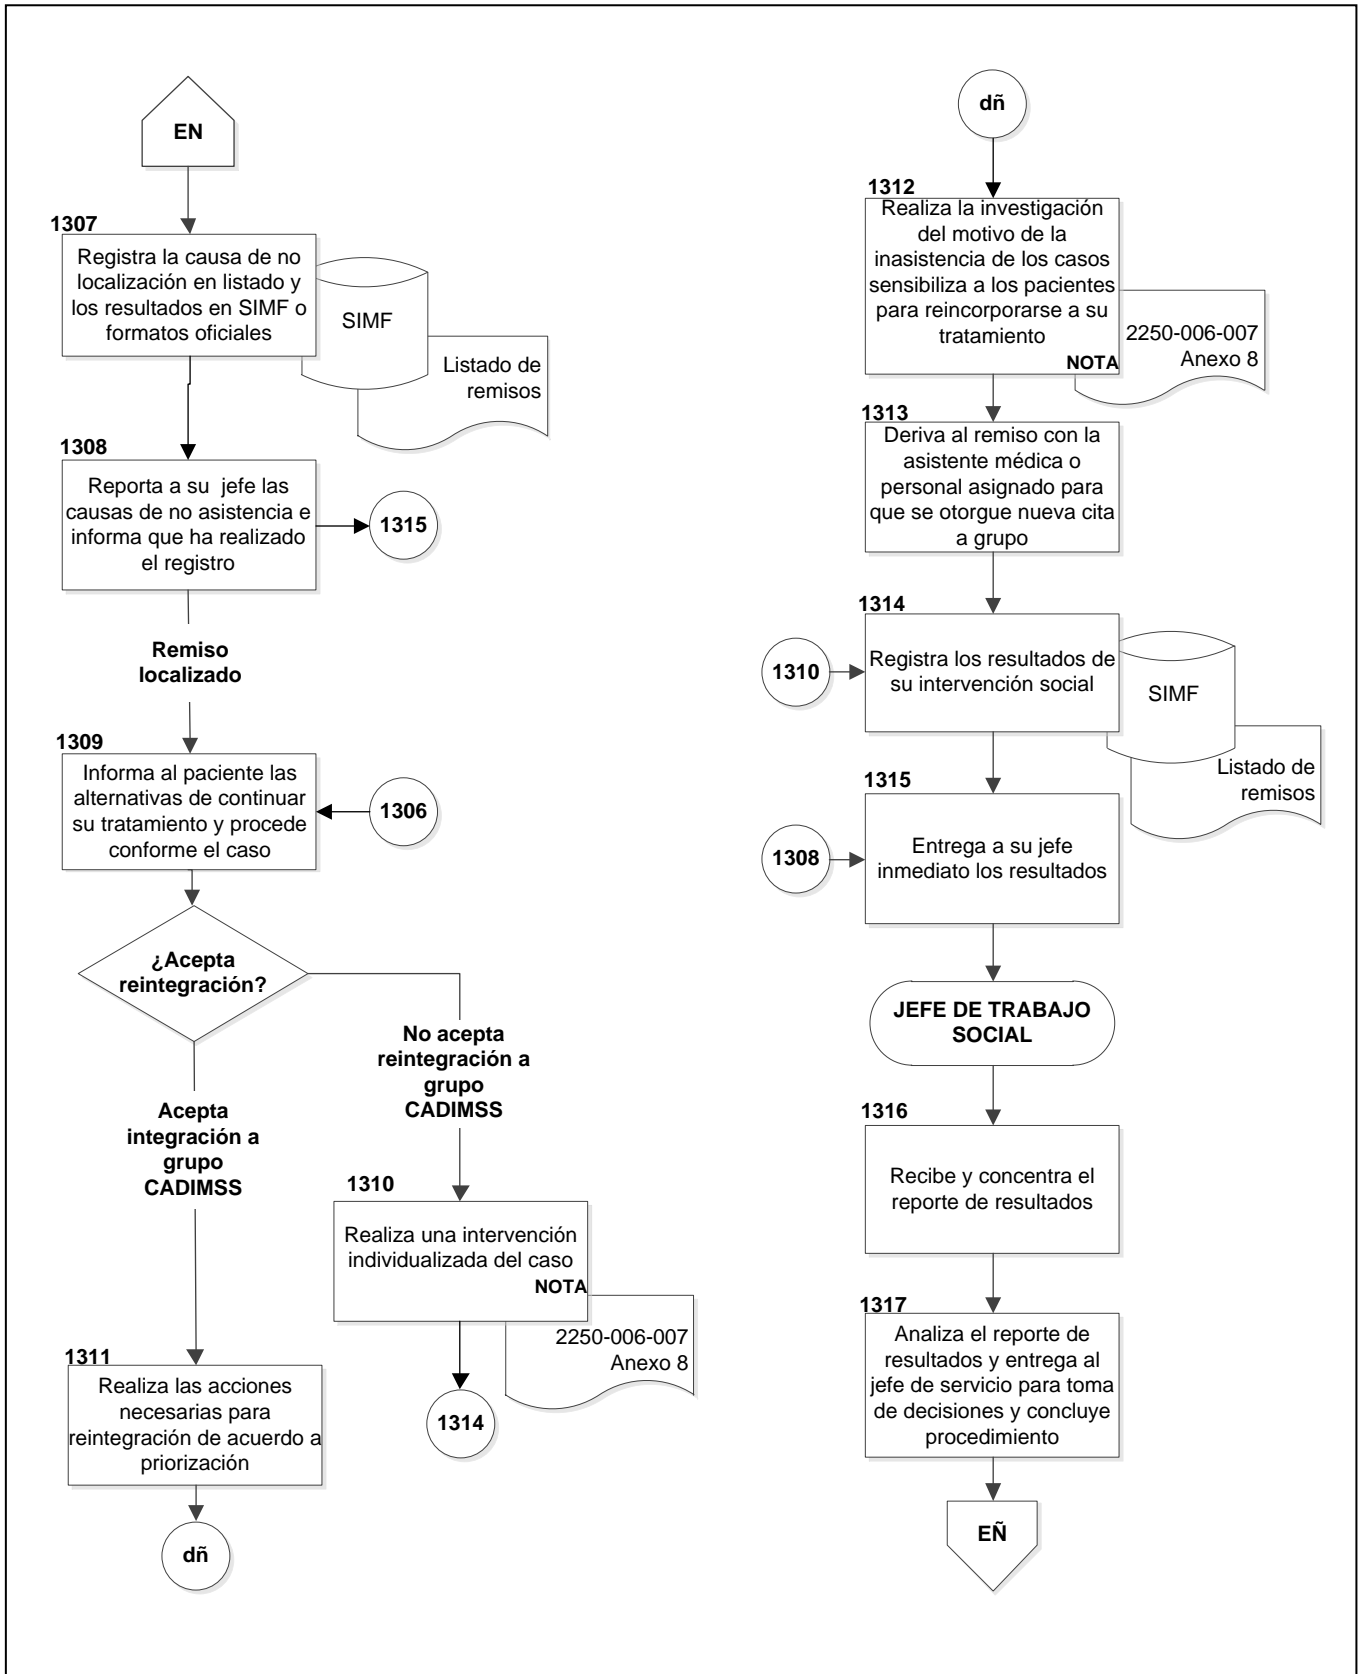 EN
1307
Registra la causa de no
localización en listado y
los resultados en SIMF o
formatos oficiales
SIMF
Listado de
remisos
1308
Reporta a su  jefe las
causas de no asistencia e
informa que ha realizado
el registro
1315
Remiso
localizado
1309
Informa al paciente las
alternativas de continuar
su tratamiento y procede
conforme el caso
1306
¿Acepta
reintegración?
No acepta
reintegración a
grupo
CADIMSS
Acepta
integración a
grupo
CADIMSS
1310
Realiza una intervención
individualizada del caso
NOTA
2250-006-007
Anexo 8
1314
1311
Realiza las acciones
necesarias para
reintegración de acuerdo a
priorización
dñ
dñ
1312
Realiza la investigación
del motivo de la
inasistencia de los casos
sensibiliza a los pacientes
para reincorporarse a su
tratamiento
NOTA
2250-006-007
Anexo 8
1313
Deriva al remiso con la
asistente médica o
personal asignado para
que se otorgue nueva cita
a grupo
1314
1310
Registra los resultados de
su intervención social
SIMF
Listado de
remisos
1315
1308
Entrega a su jefe
inmediato los resultados
JEFE DE TRABAJO
SOCIAL
1316
Recibe y concentra el
reporte de resultados
1317
Analiza el reporte de
resultados y entrega al
jefe de servicio para toma
de decisiones y concluye
procedimiento
EÑ